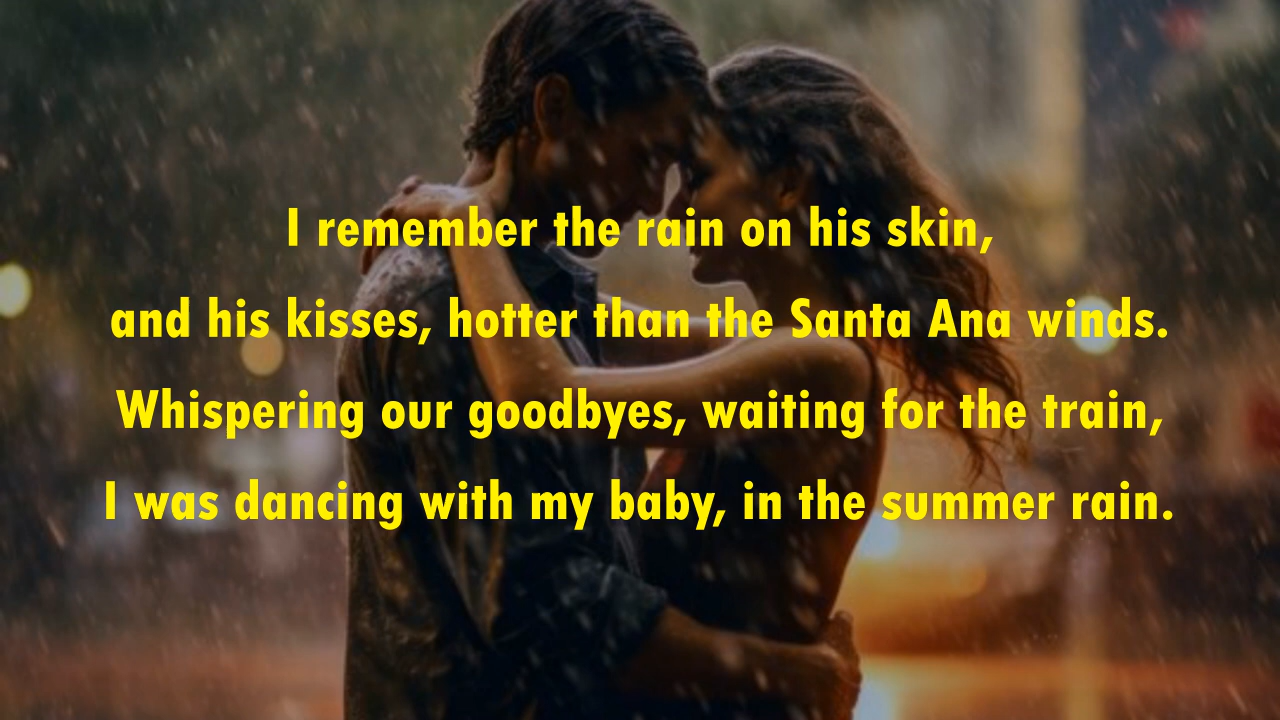 I remember the rain on his skin,
and his kisses, hotter than the Santa Ana winds.
Whispering our goodbyes, waiting for the train,
I was dancing with my baby, in the summer rain.